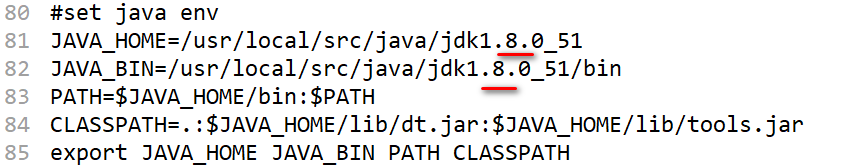 80 #set java env
81 JAVA_HOME=/usr/local/src/java/jdk1.8.0_51
82 JAVA_BIN=/usr/local/src/java/jdk1.8.0_51/bin
83 PATH=$JAVA_HOME/bin:$PATH
84 CLASSPATH=.:$JAVA_HOME/lib/dt.jar:$JAVA_HOME/lib/tools.jar
85 export JAVA_HOME JAVA_BIN PATH CLASSPATH